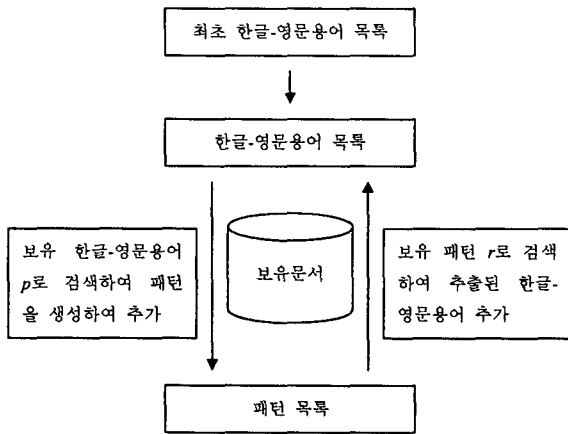 최초 한글-영문용어 목록
한글-영문용어 목록
보유 한글-영문용어
p로 검색하여 패턴
을 생성하여 추가
보유문서
보유 패턴 r로 검색
하여 추출된 한글-
영문용어 추가
패턴 목록